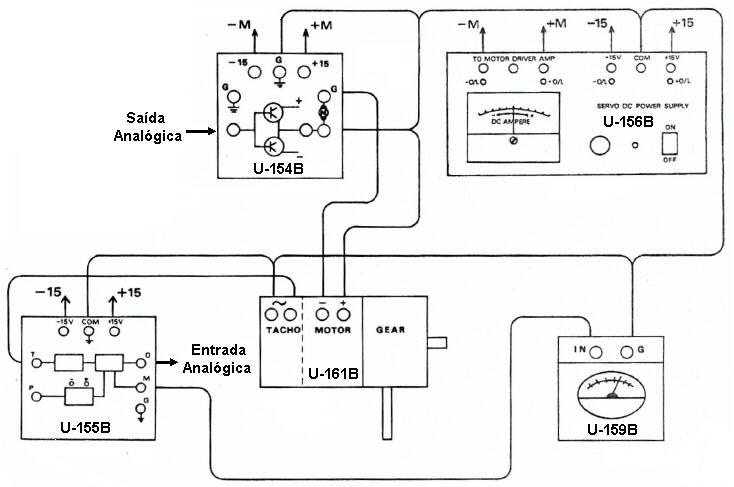 -M +M
-15 G +15
G G
+
-
Saída
Analógica
U-154B
-M +M -15 +15
TO MOTOR DRIVER AMP -15V COM +15V
-O/L +O/L -O/L +O/L
DC AMPERE
SERVO DC POWER SUPPLY
U-156B
ON
OFF
-15 +15
-15V COM +15V
T O
P M
G
U-155B
Entrada
Analógica
~ - +
TACHO MOTOR GEAR
U-161B
IN G
U-159B